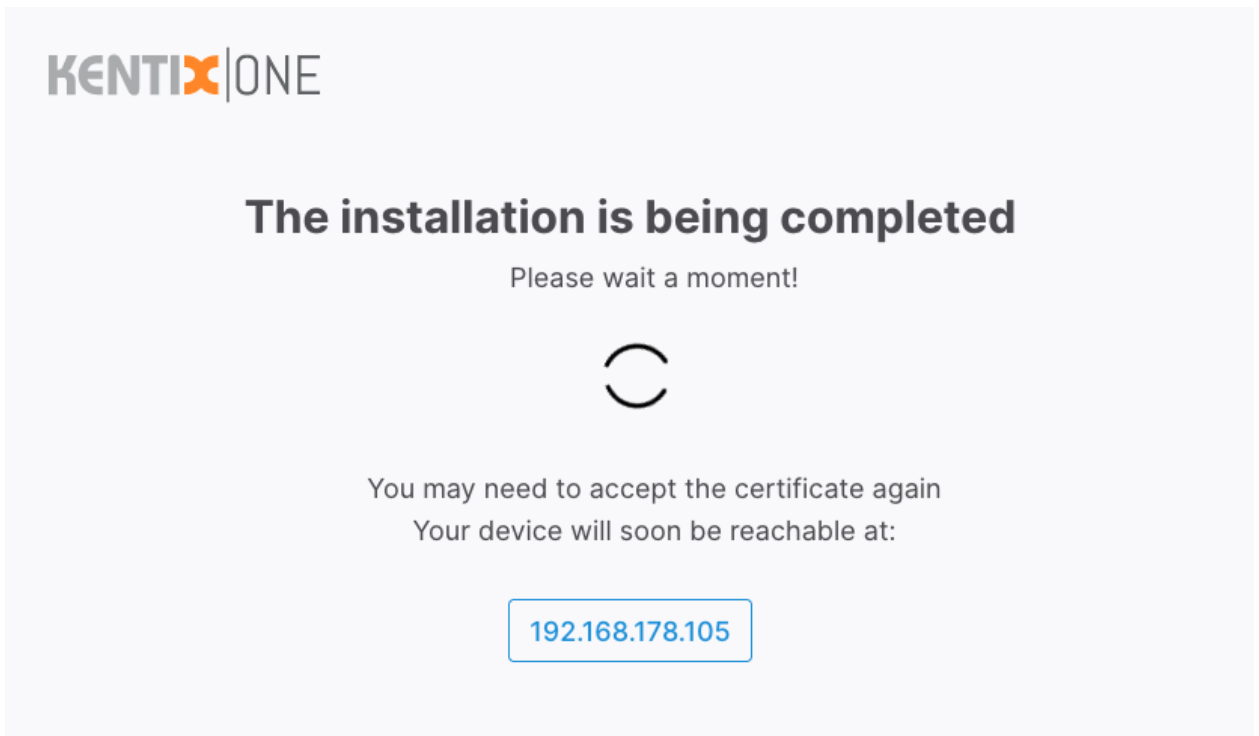 KENTIX|ONE
The installation is being completed
Please wait a moment!
You may need to accept the certificate again
Your device will soon be reachable at:
192.168.178.105